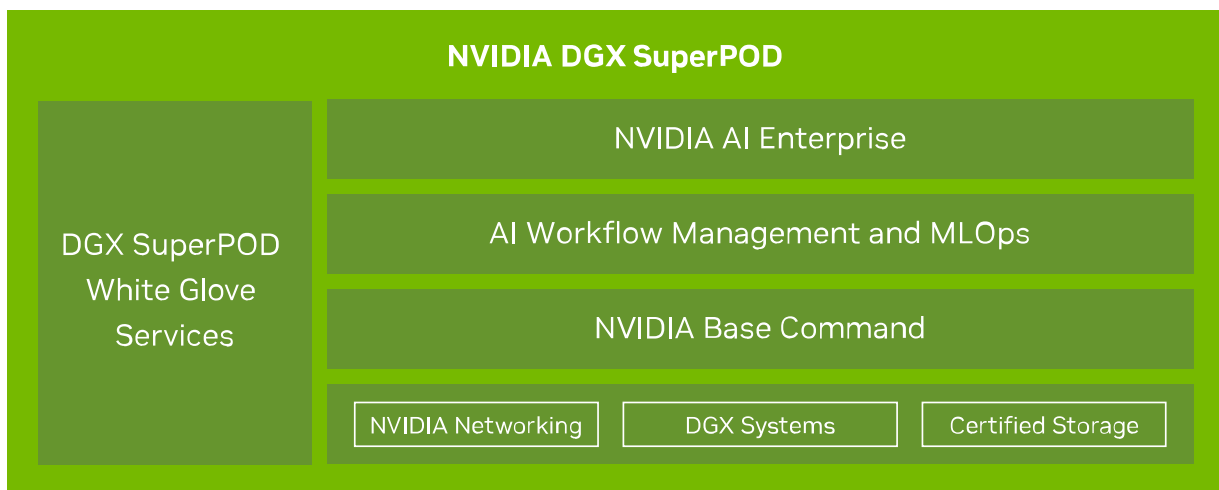 NVIDIA DGX SuperPOD
DGX SuperPOD
White Glove
Services
NVIDIA AI Enterprise
AI Workflow Management and MLOps
NVIDIA Base Command
NVIDIA Networking
DGX Systems
Certified Storage